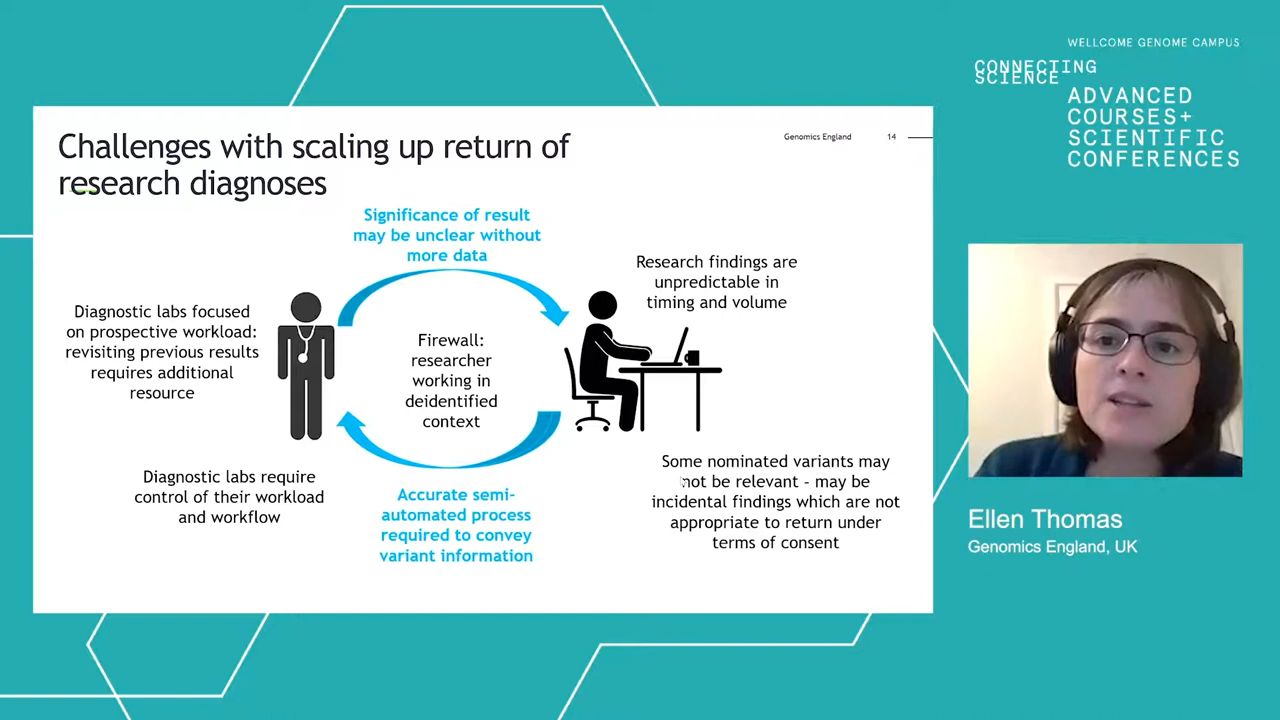 WELLCOME GENOME CAMPUS
CONNECTING
SCIENCE
ADVANCED
COURSES+
SCIENTIFIC
CONFERENCES
Challenges with scaling up return of
research diagnoses
Genomics England
14
Significance of result
may be unclear without
more data
Research findings are
unpredictable in
timing and volume
Diagnostic labs focused
on prospective workload:
revisiting previous results
requires additional
resource
Firewall:
researcher
working in
deidentified
context
Diagnostic labs require
control of their workload
and workflow
Accurate semi-
automated process
required to convey
variant information
Some nominated variants may
not be relevant - may be
incidental findings which are not
appropriate to return under
terms of consent
Ellen Thomas
Genomics England, UK